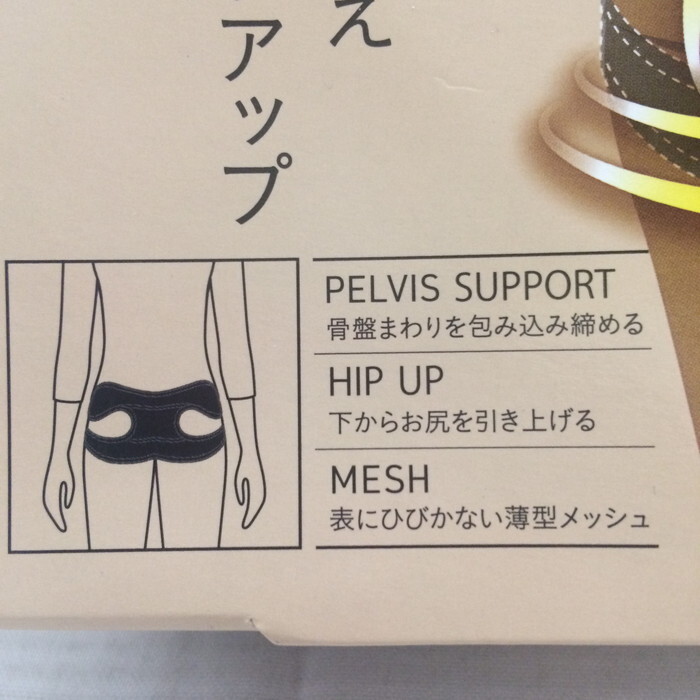 え
アップ
PELVIS SUPPORT
骨盤まわりを包み込み締める
HIP UP
下からお尻を引き上げる
MESH
表にひびかない薄型メッシュ